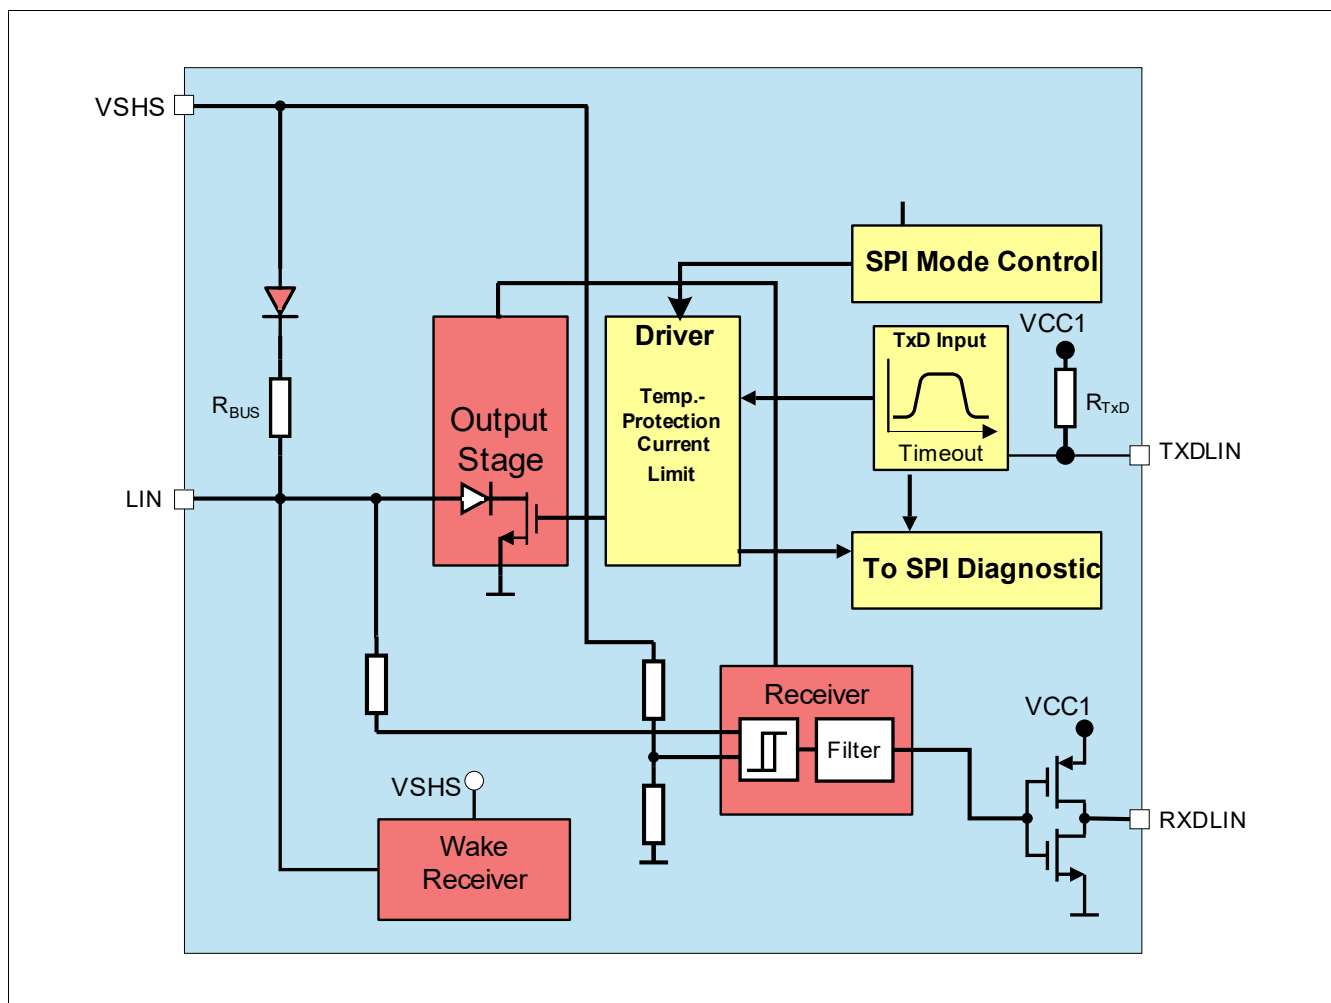 VSHS
SPI Mode Control
VCC1
TxD Input
Driver
RBUS
Temp.-
Protection
Current
Limit
RTxD
Output
Stage
Timeout
TXDLIN
LIN
To SPI Diagnostic
Receiver
VCC1
Filter
VSHS
RXDLIN
Wake
Receiver